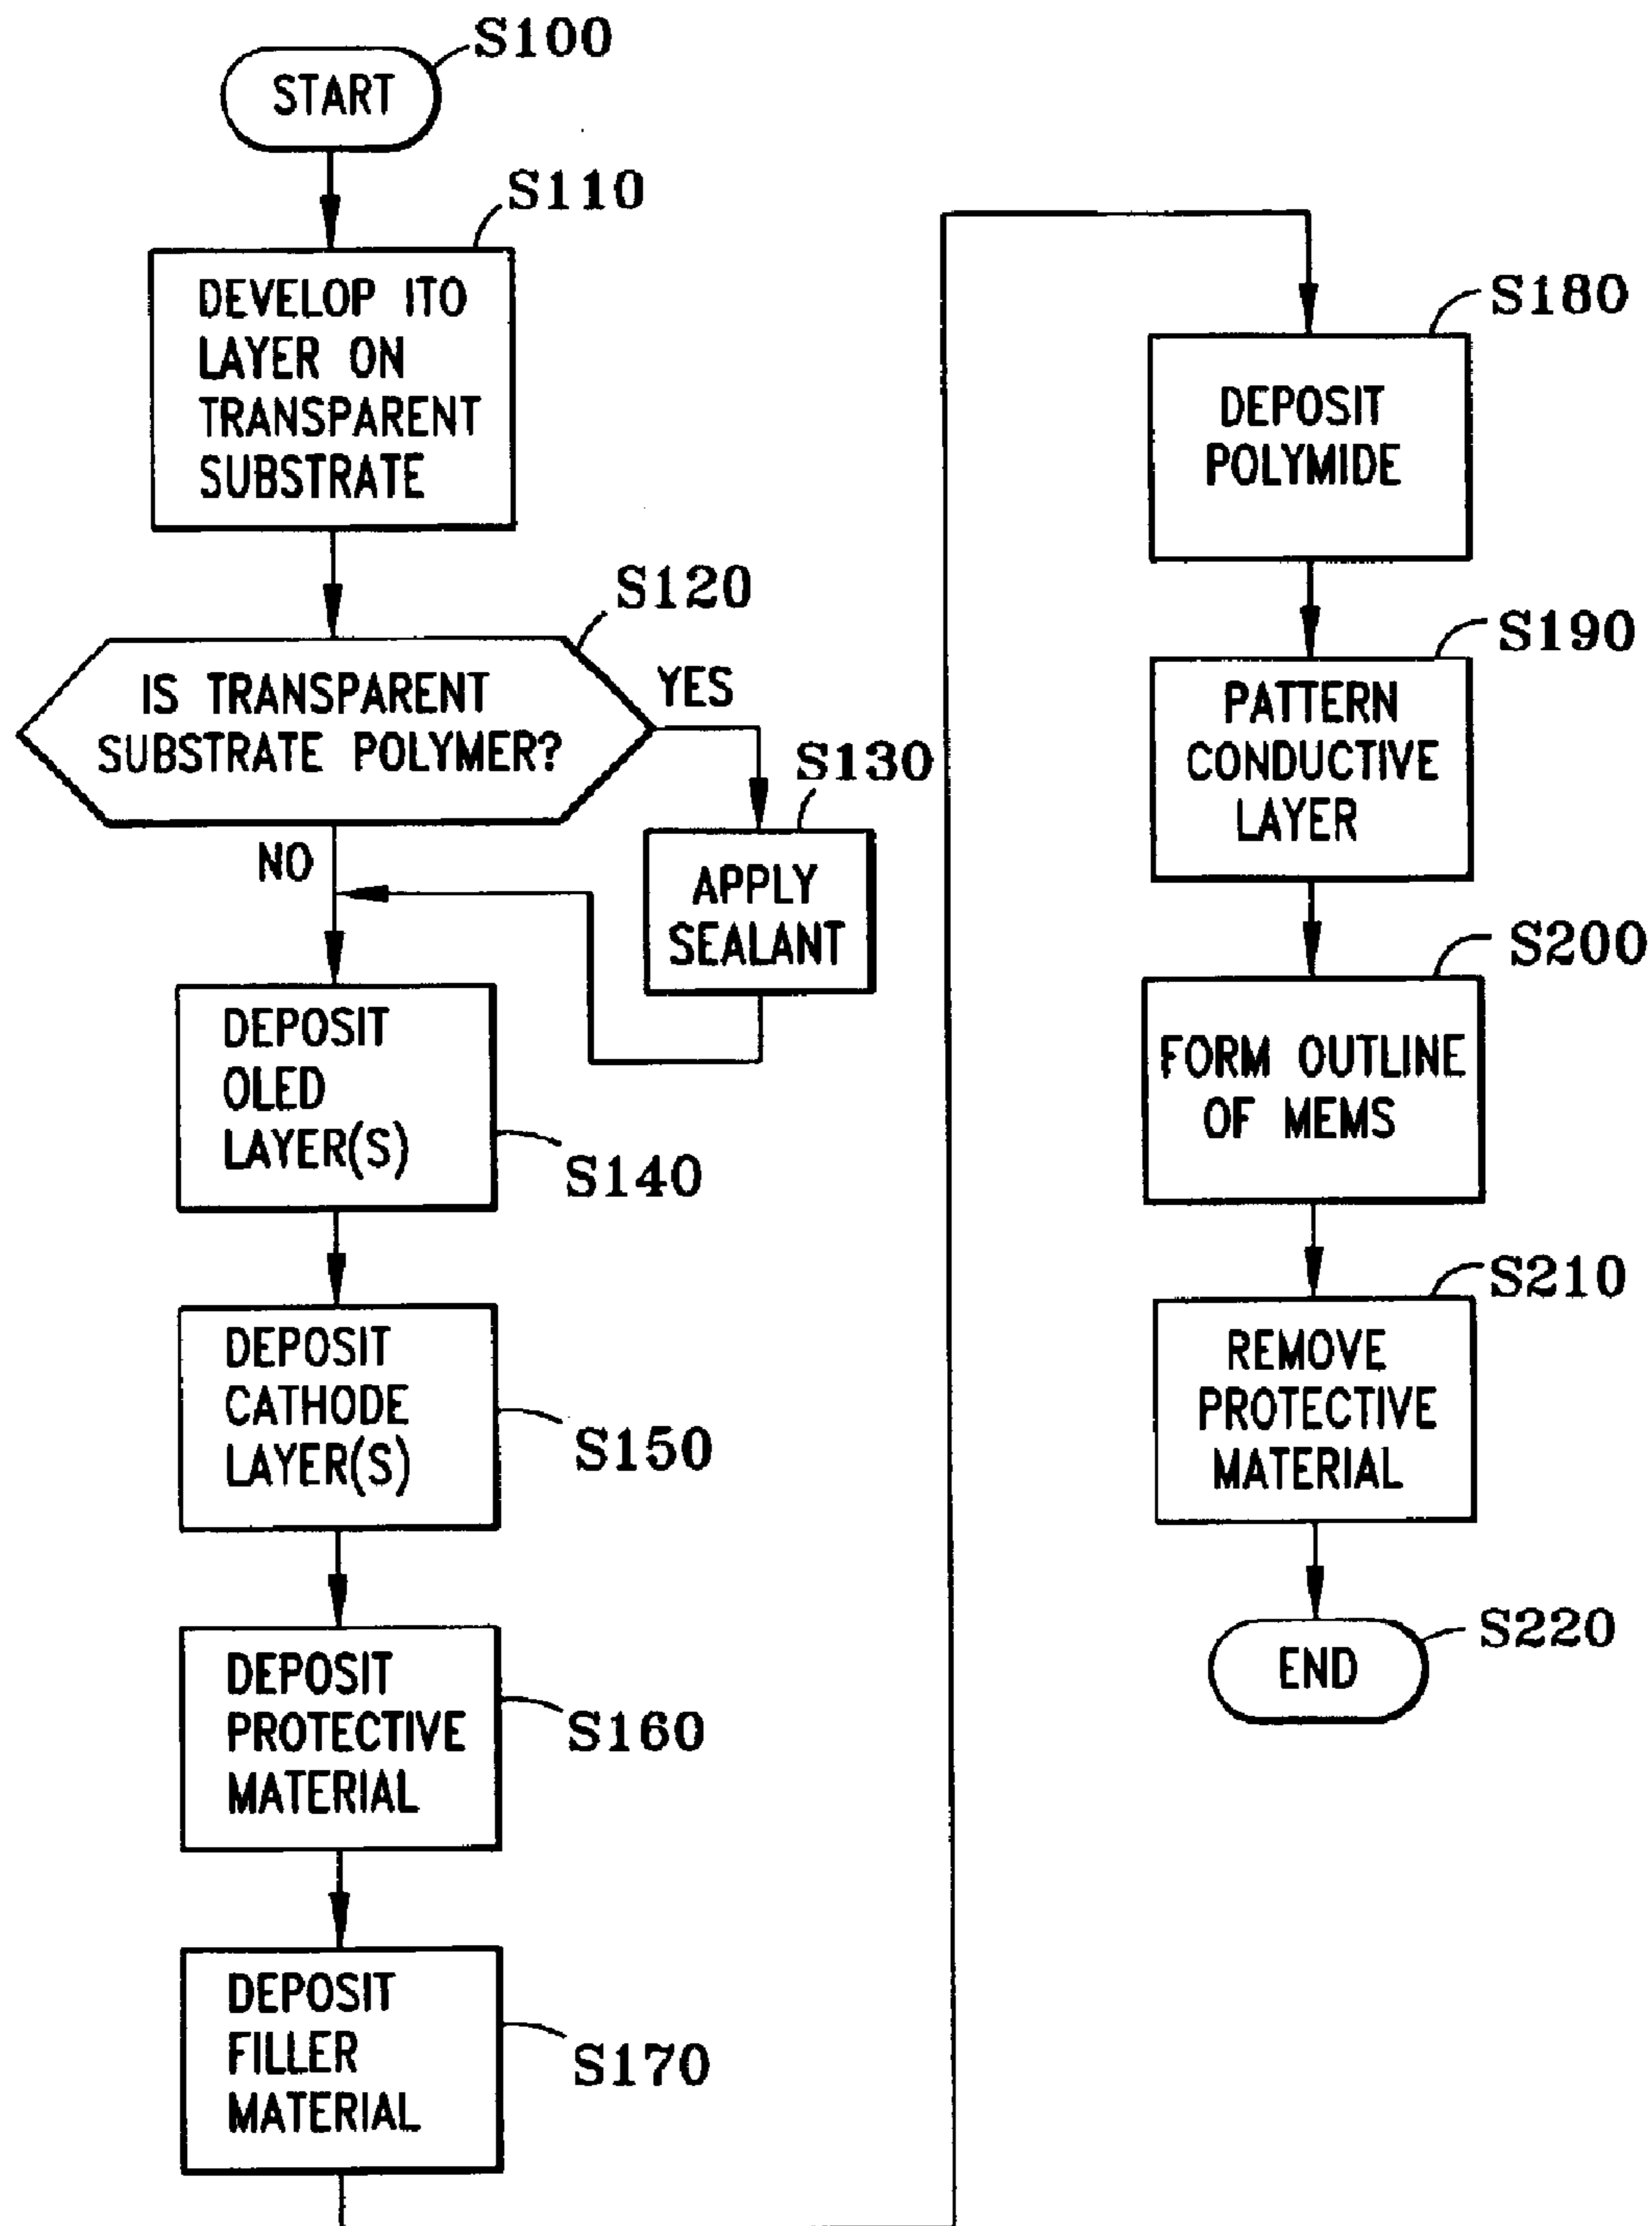 START
S100
S110
DEVELOP ITO
LAYER ON
TRANSPARENT
SUBSTRATE
S120
IS TRANSPARENT
SUBSTRATE POLYMER?
YES
NO
S130
APPLY
SEALANT
DEPOSIT
OLED
LAYER(S)
S140
DEPOSIT
CATHODE
LAYER(S)
S150
DEPOSIT
PROTECTIVE
MATERIAL
S160
DEPOSIT
FILLER
MATERIAL
S170
S180
DEPOSIT
POLYMIDE
S190
PATTERN
CONDUCTIVE
LAYER
S200
FORM OUTLINE
OF MEMS
S210
REMOVE
PROTECTIVE
MATERIAL
S220
END